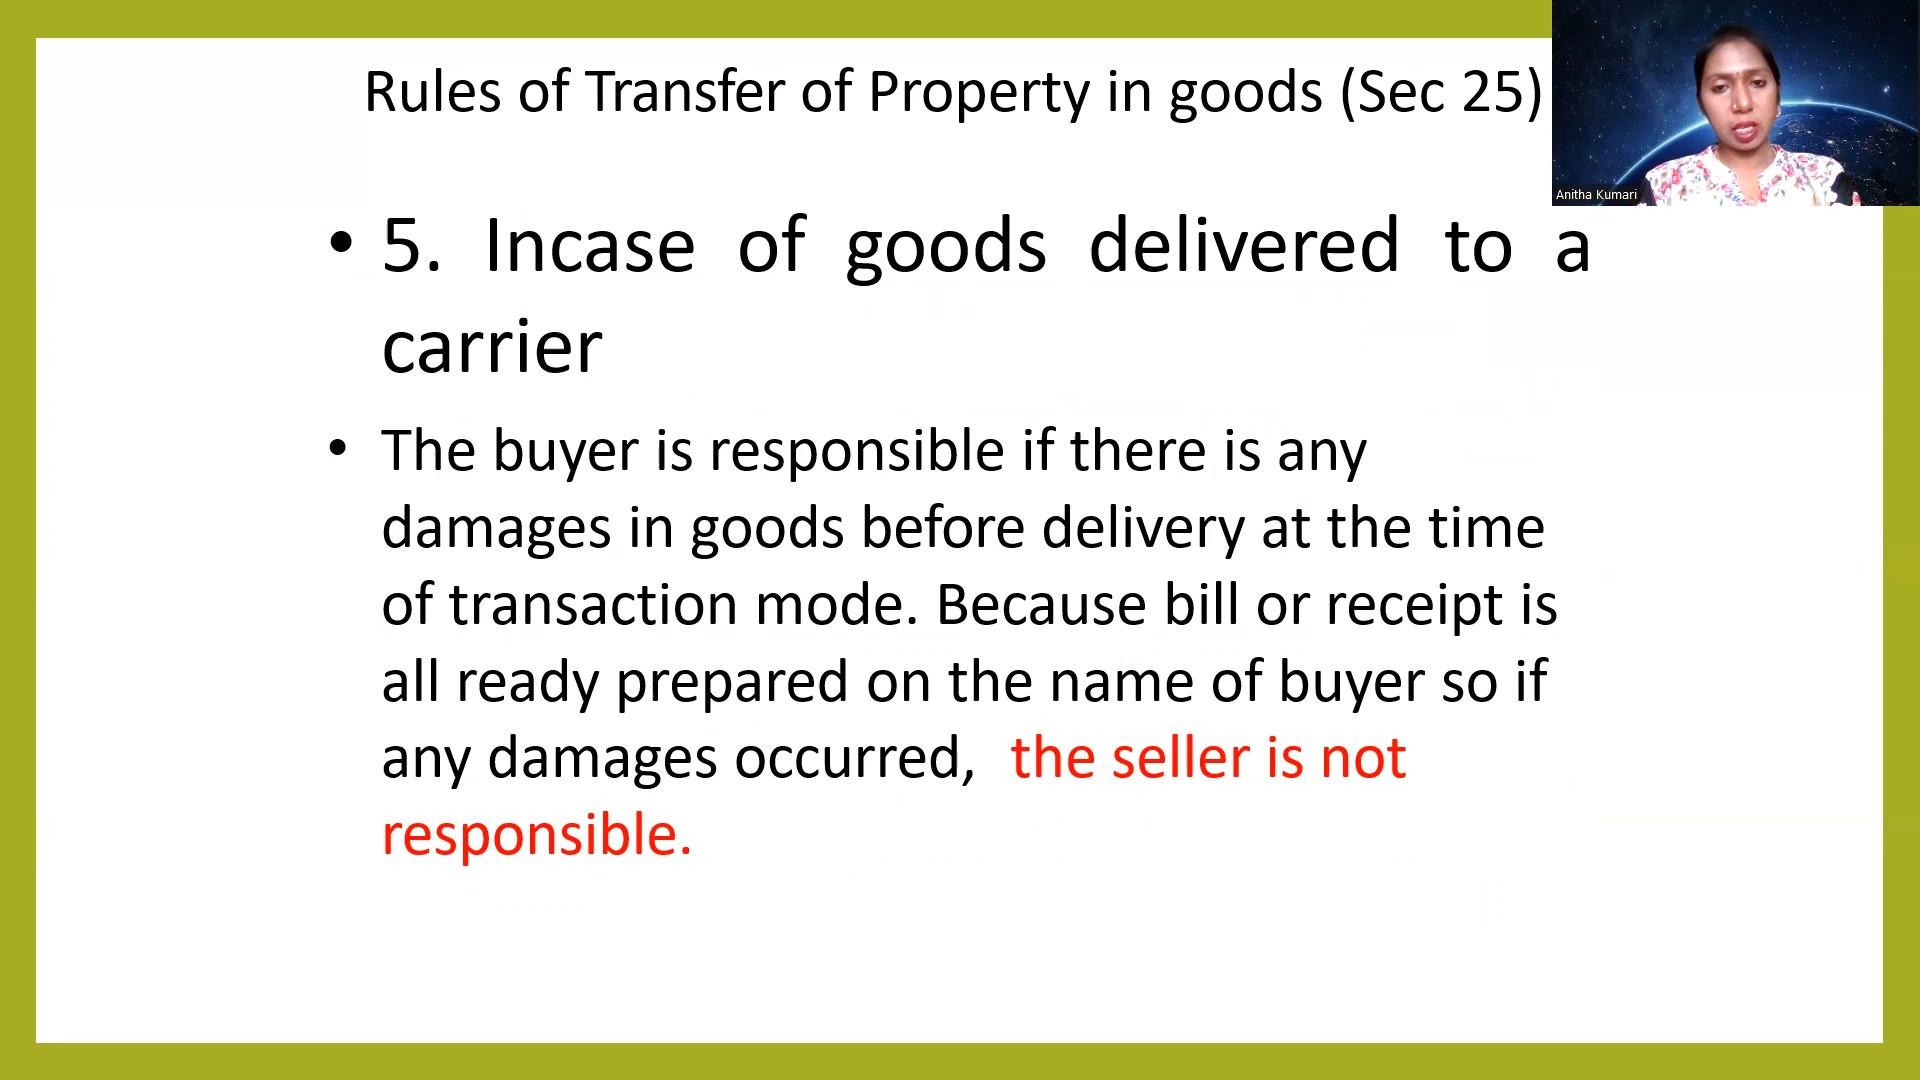 Rules of Transfer of Property in goods (Sec 25)
Anitha Kumari
• 5. Incase of goods delivered to a
carrier
• The buyer is responsible if there is any
damages in goods before delivery at the time
of transaction mode. Because bill or receipt is
all ready prepared on the name of buyer so if
any damages occurred, the seller is not
responsible.